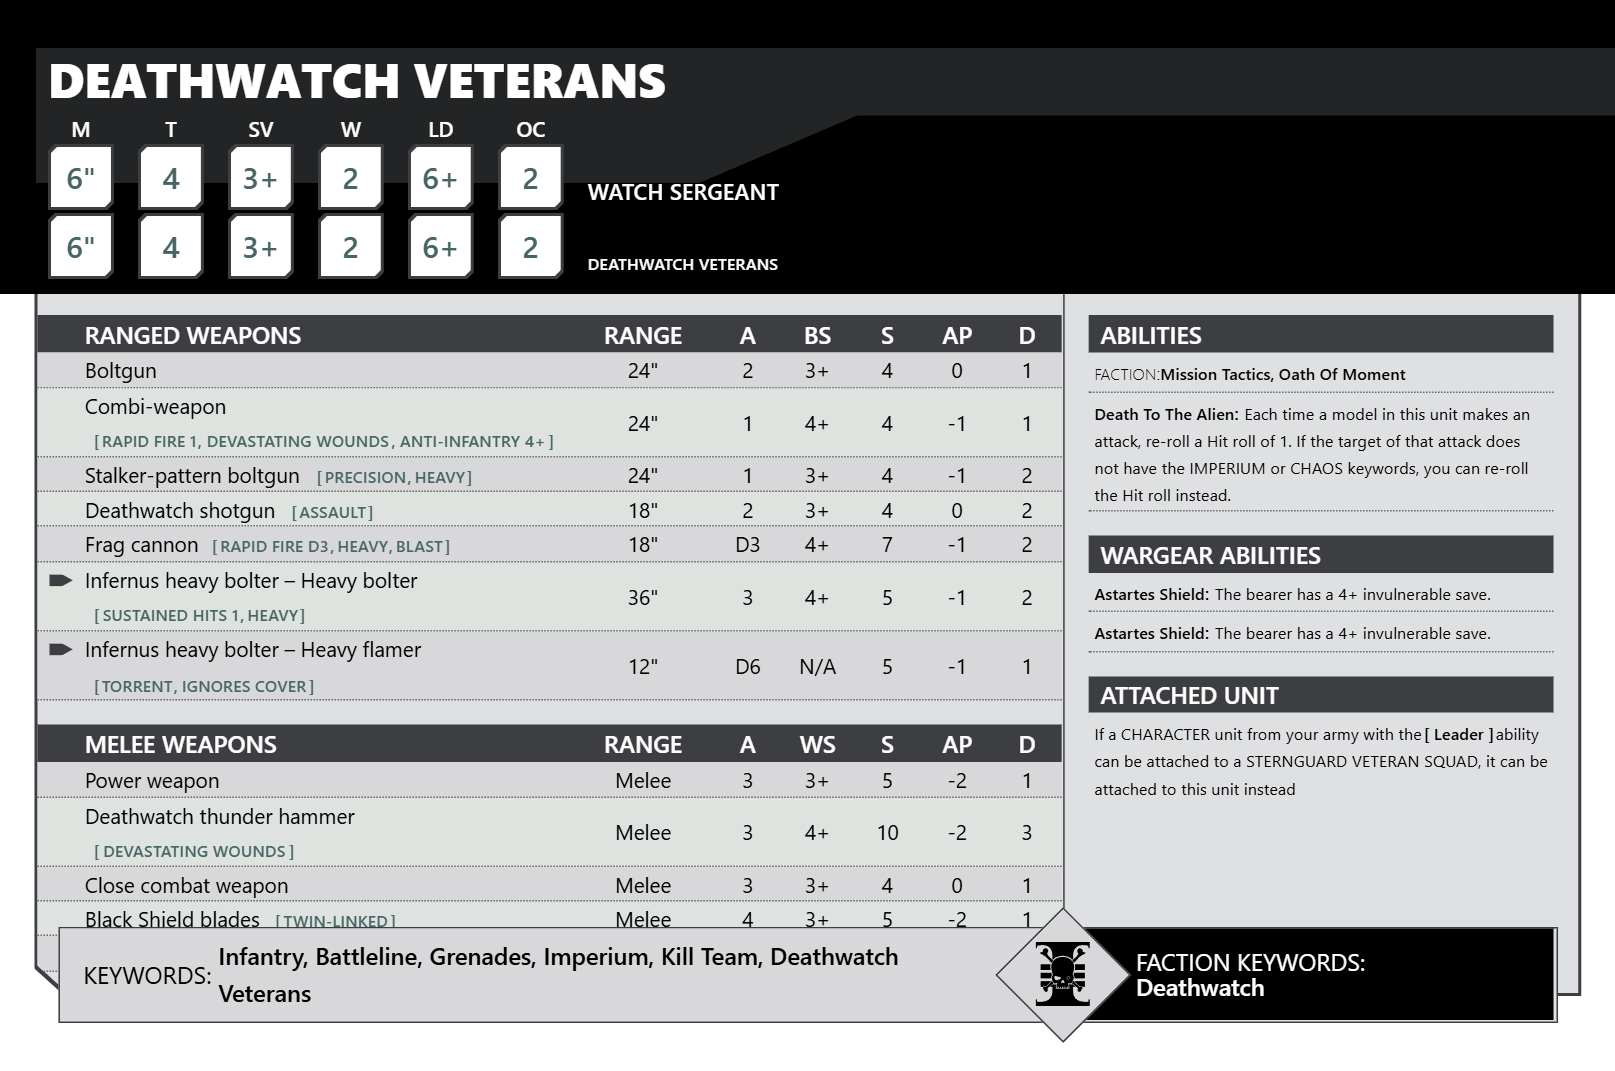 DEATHWATCH VETERANS
M T SV W LD OC
6" 4 3+ 2 6+ 2 WATCH SERGEANT
6" 4 3+ 2 6+ 2 DEATHWATCH VETERANS
RANGED WEAPONS RANGE A BS S AP D
Boltgun 24" 2 3+ 4 0 1
Combi-weapon 24" 1 4+ 4 -1 1
[RAPID FIRE 1, DEVASTATING WOUNDS, ANTI-INFANTRY 4+]
Stalker-pattern boltgun [PRECISION, HEAVY] 24" 1 3+ 4 -1 2
Deathwatch shotgun [ASSAULT] 18" 2 3+ 4 0 2
Frag cannon [RAPID FIRE D3, HEAVY, BLAST] 18" D3 4+ 7 -1 2
Infernus heavy bolter – Heavy bolter 36" 3 4+ 5 -1 2
[SUSTAINED HITS 1, HEAVY]
Infernus heavy bolter – Heavy flamer 12" D6 N/A 5 -1 1
[TORRENT, IGNORES COVER]
MELEE WEAPONS RANGE A WS S AP D
Power weapon Melee 3 3+ 5 -2 1
Deathwatch thunder hammer Melee 3 4+ 10 -2 3
[DEVASTATING WOUNDS]
Close combat weapon Melee 3 3+ 4 0 1
Black Shield blades [TWIN-LINKED] Melee 4 3+ 5 -2 1
ABILITIES
FACTION:Mission Tactics, Oath Of Moment
Death To The Alien: Each time a model in this unit makes an
attack, re-roll a Hit roll of 1. If the target of that attack does
not have the IMPERIUM or CHAOS keywords, you can re-roll
the Hit roll instead.
WARGEAR ABILITIES
Astartes Shield: The bearer has a 4+ invulnerable save.
Astartes Shield: The bearer has a 4+ invulnerable save.
ATTACHED UNIT
If a CHARACTER unit from your army with the [ Leader ] ability
can be attached to a STERNGUARD VETERAN SQUAD, it can be
attached to this unit instead
KEYWORDS: Infantry, Battleline, Grenades, Imperium, Kill Team, Deathwatch
Veterans
FACTION KEYWORDS:
Deathwatch